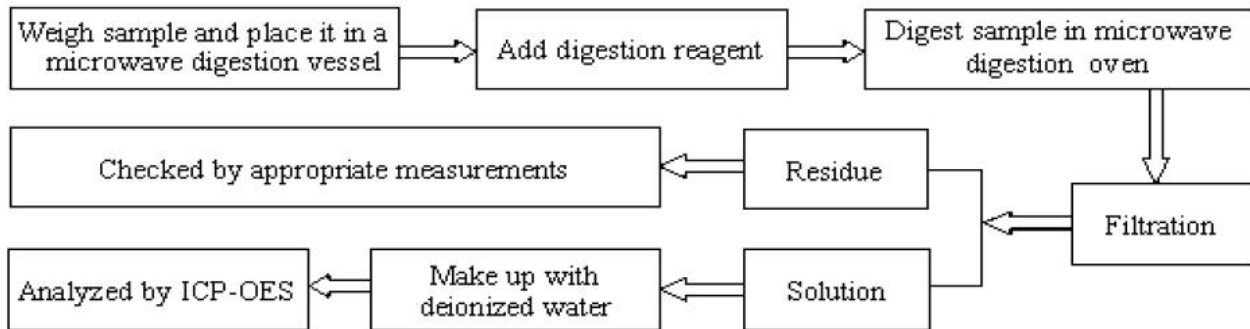 Weigh sample and place it in a
microwave digestion vessel
Add digestion reagent
Digest sample in microwave
digestion oven
Checked by appropriate measurements
Residue
Filtration
Analyzed by ICP-OES
Make up with
deionized water
Solution